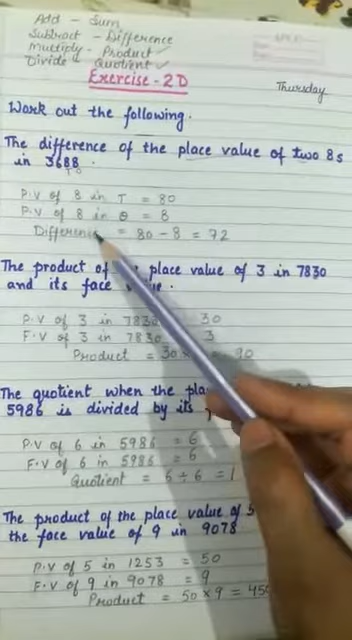 Add - Sum
Subtract - Difference
Multiply - Product ✓
Divide - Quotient ✓
Exercise - 2D
Thursday
Work out the following.
The difference of the place value of two 8s
in 3688.
T O
P.V of 8 in T = 80
P.V of 8 in O = 8
Difference = 80 - 8 = 72
The product of place value of 3 in 7830
and its face
P.V of 3 in 7830 30
F.V of 3 in 7830 3
Product = 30 × 90
The quotient when the
5986 is divided by its
P.V of 6 in 5986 = 6
F.V of 6 in 5986 = 6
Quotient = 6 ÷ 6 = 1
The product of the place value of 5
the face value of 9 in 9078
P.V of 5 in 1253 = 50
F.V of 9 in 9078 = 9
Product = 50 × 9 =